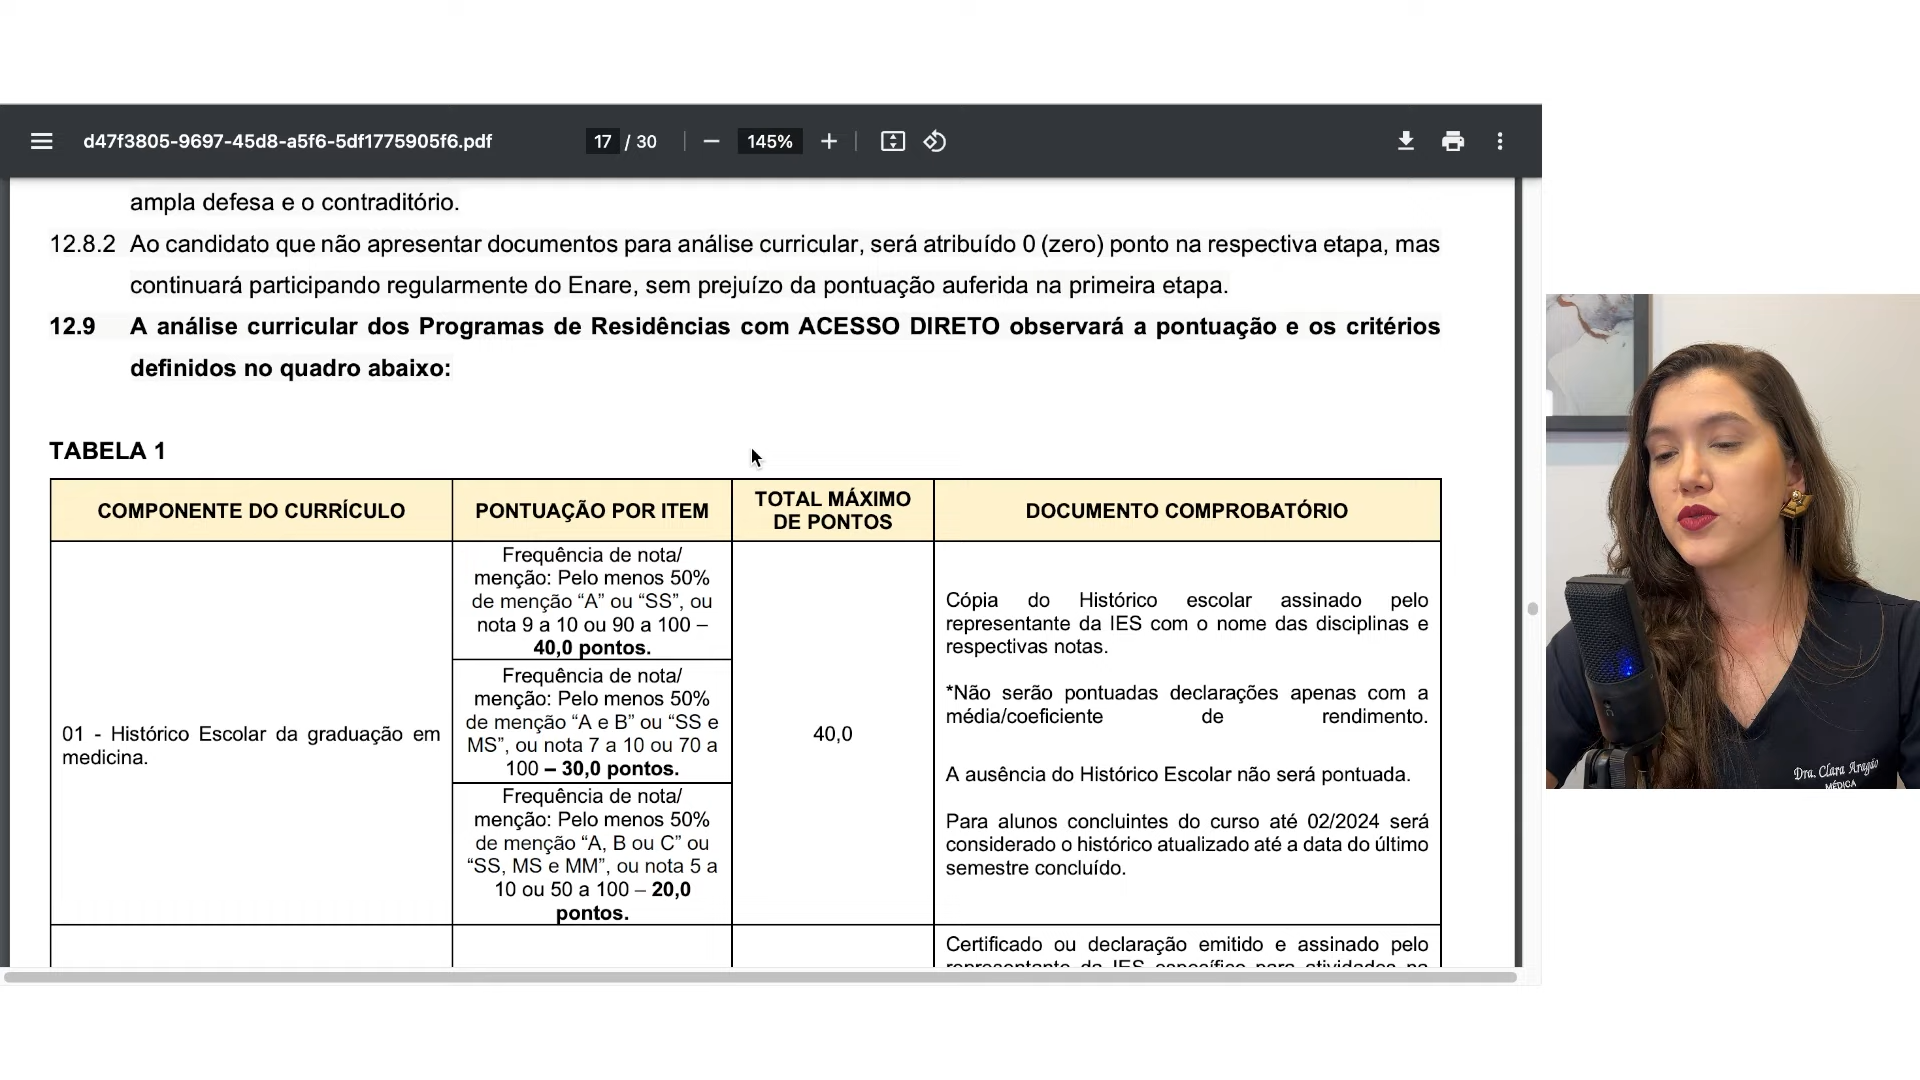 d47f3805-9697-45d8-a5f6-5df1775905f6.pdf
17 / 30
145%
ampla defesa e o contraditório.
12.8.2 Ao candidato que não apresentar documentos para análise curricular, será atribuído 0 (zero) ponto na respectiva etapa, mas
continuará participando regularmente do Enare, sem prejuízo da pontuação auferida na primeira etapa.
12.9 A análise curricular dos Programas de Residências com ACESSO DIRETO observará a pontuação e os critérios
definidos no quadro abaixo:
TABELA 1
COMPONENTE DO CURRÍCULO
PONTUAÇÃO POR ITEM
TOTAL MÁXIMO
DE PONTOS
DOCUMENTO COMPROBATÓRIO
01 - Histórico Escolar da graduação em
medicina.
Frequência de nota/
menção: Pelo menos 50%
de menção “A” ou “SS”, ou
nota 9 a 10 ou 90 a 100 –
40,0 pontos.
Frequência de nota/
menção: Pelo menos 50%
de menção “A e B” ou “SS e
MS”, ou nota 7 a 10 ou 70 a
100 – 30,0 pontos.
Frequência de nota/
menção: Pelo menos 50%
de menção “A, B ou C” ou
“SS, MS e MM”, ou nota 5 a
10 ou 50 a 100 – 20,0
pontos.
40,0
Cópia do Histórico escolar assinado pelo
representante da IES com o nome das disciplinas e
respectivas notas.
*Não serão pontuadas declarações apenas com a
média/coeficiente de rendimento.
A ausência do Histórico Escolar não será pontuada.
Para alunos concluintes do curso até 02/2024 será
considerado o histórico atualizado até a data do último
semestre concluído.
Certificado ou declaração emitido e assinado pelo
representante da IES específico para atividades na
Dra. Clara Aragão
MÉDICA